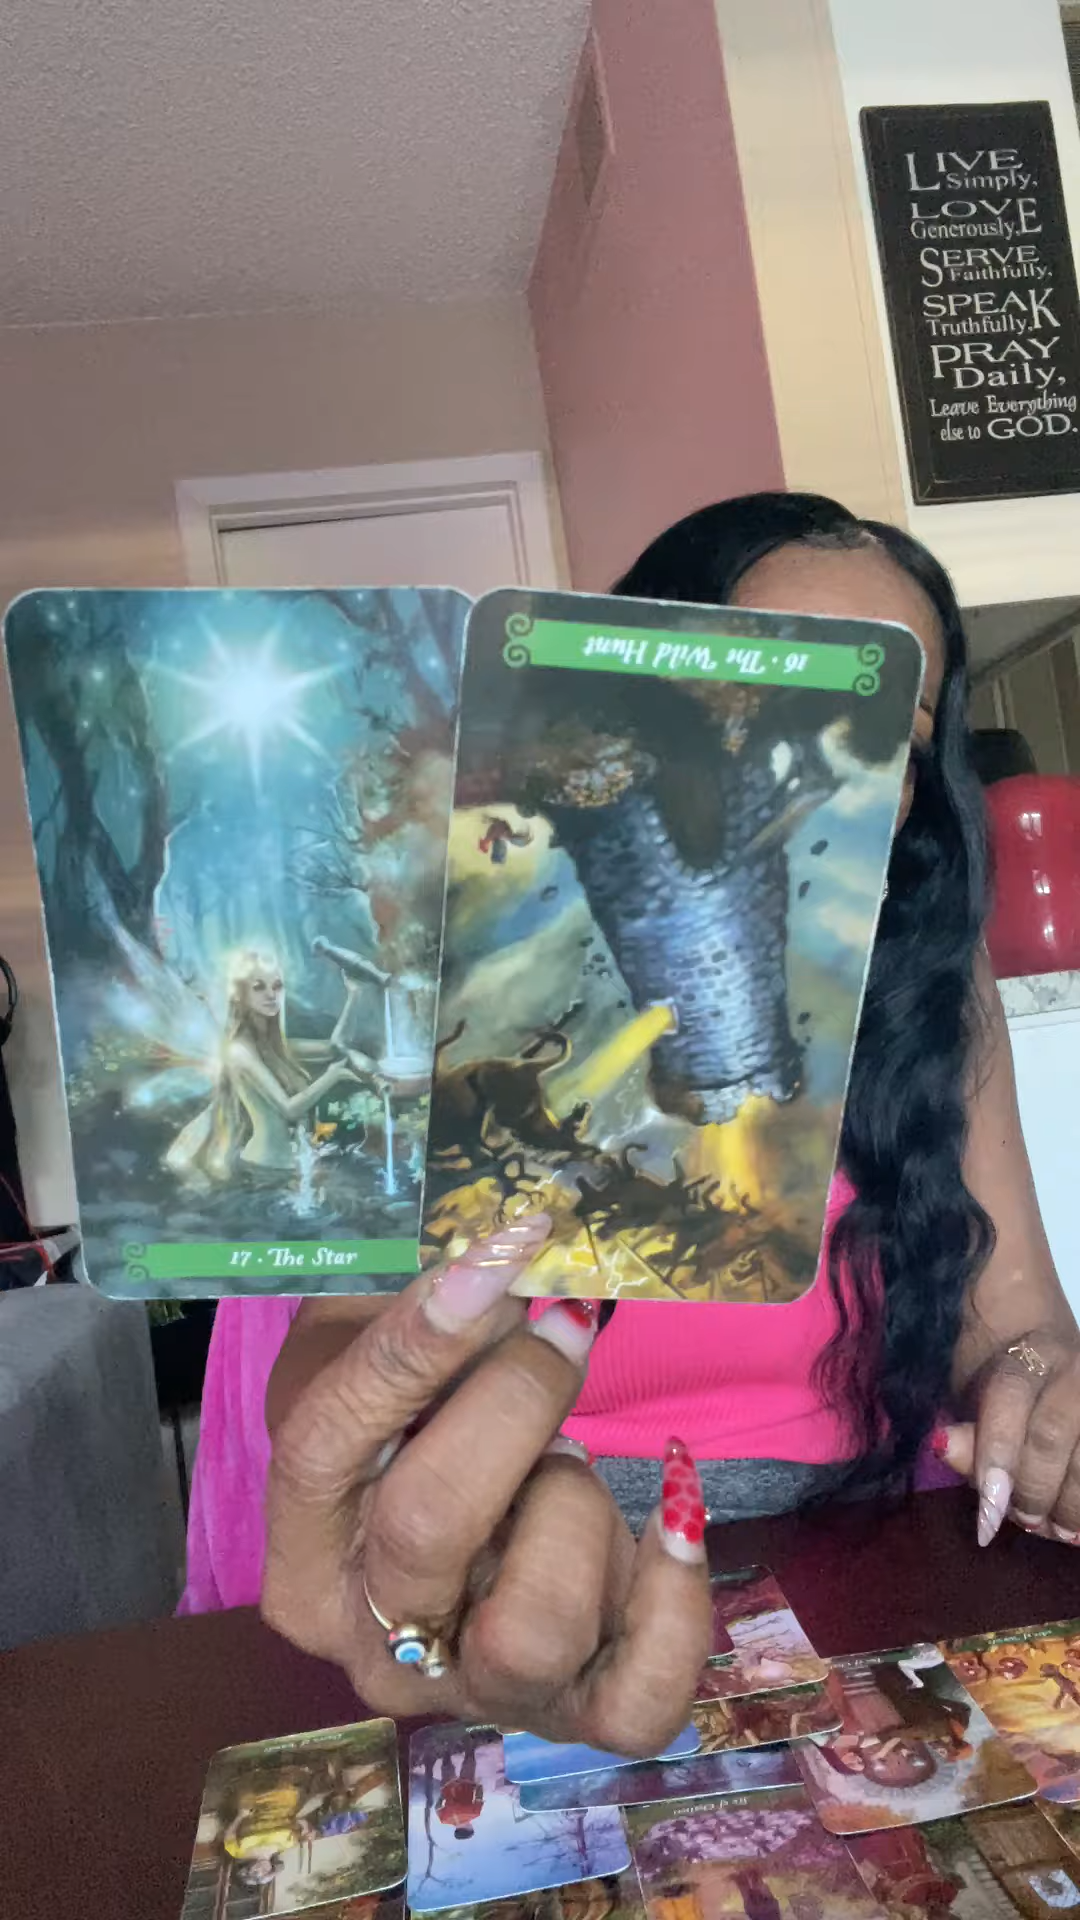 LIVE
Simply,
LOVE
Generously,
SERVE
Faithfully,
SPEAK
Truthfully,
PRAY
Daily,
Leave Everything
else to GOD.
16 · The Wild Hunt
17 · The Star